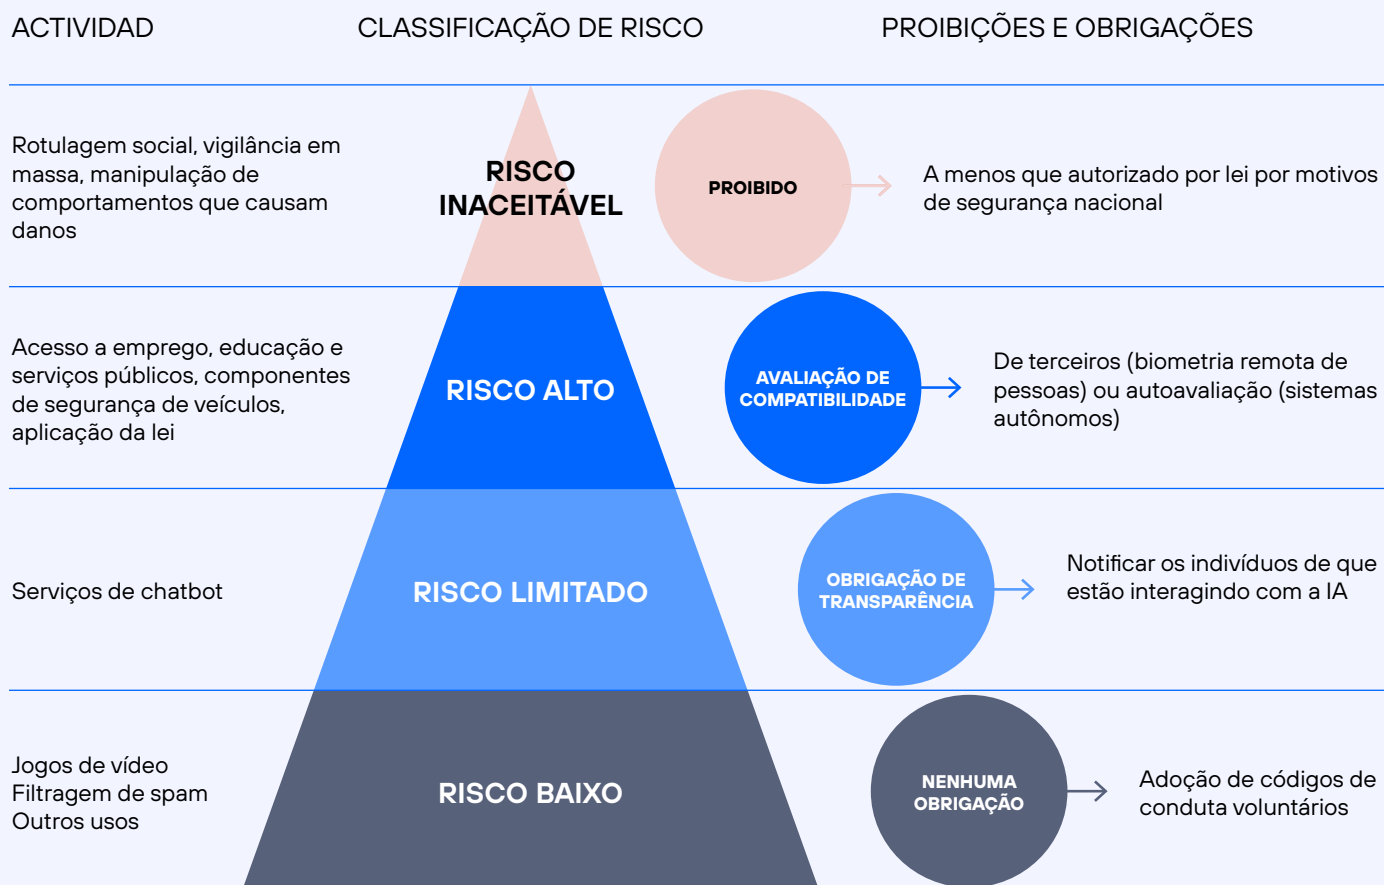 ACTIVIDAD
CLASSIFICAÇÃO DE RISCO
PROIBIÇÕES E OBRIGAÇÕES
Rotulagem social, vigilância em
massa, manipulação de
comportamentos que causam
danos
RISCO
INACEITÁVEL
PROIBIDO
A menos que autorizado por lei por motivos
de segurança nacional
Acesso a emprego, educação e
serviços públicos, componentes
de segurança de veículos,
aplicação da lei
RISCO ALTO
AVALIAÇÃO DE
COMPATIBILIDADE
De terceiros (biometria remota de
pessoas) ou autoavaliação (sistemas
autônomos)
Serviços de chatbot
RISCO LIMITADO
OBRIGAÇÃO DE
TRANSPARÊNCIA
Notificar os indivíduos de que
estão interagindo com a IA
Jogos de vídeo
Filtragem de spam
Outros usos
RISCO BAIXO
NENHUMA
OBRIGAÇÃO
Adoção de códigos de
conduta voluntários